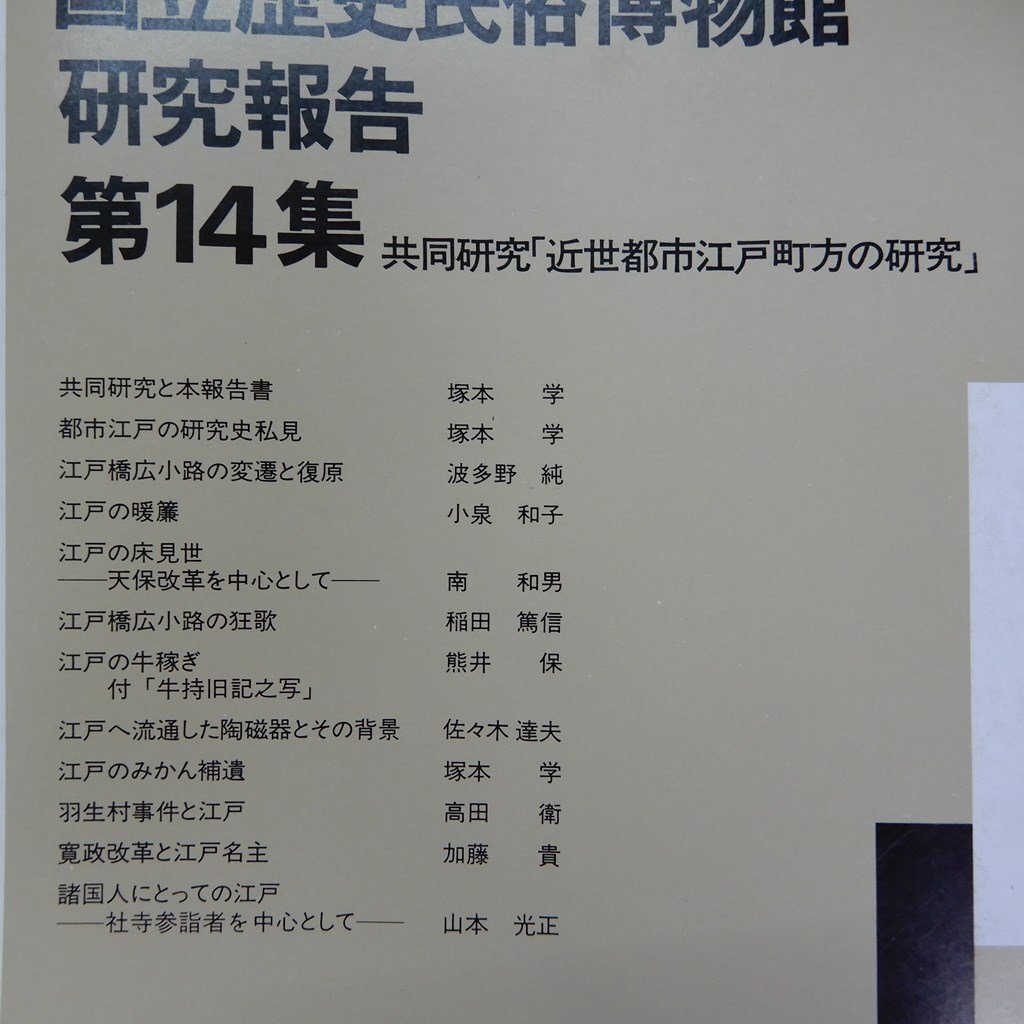 国立歴史民俗博物館
研究報告
第14集 共同研究「近世都市江戸町方の研究」
共同研究と本報告書 塚本 学
都市江戸の研究史私見 塚本 学
江戸橋広小路の変遷と復原 波多野 純
江戸の暖簾 小泉 和子
江戸の床見世
——天保改革を中心として—— 南 和男
江戸橋広小路の狂歌 稲田 篤信
江戸の牛稼ぎ 熊井 保
付「牛持旧記之写」
江戸へ流通した陶磁器とその背景 佐々木 達夫
江戸のみかん補遺 塚本 学
羽生村事件と江戸 高田 衛
寛政改革と江戸名主 加藤 貴
諸国人にとっての江戸
——社寺参詣者を中心として—— 山本 光正